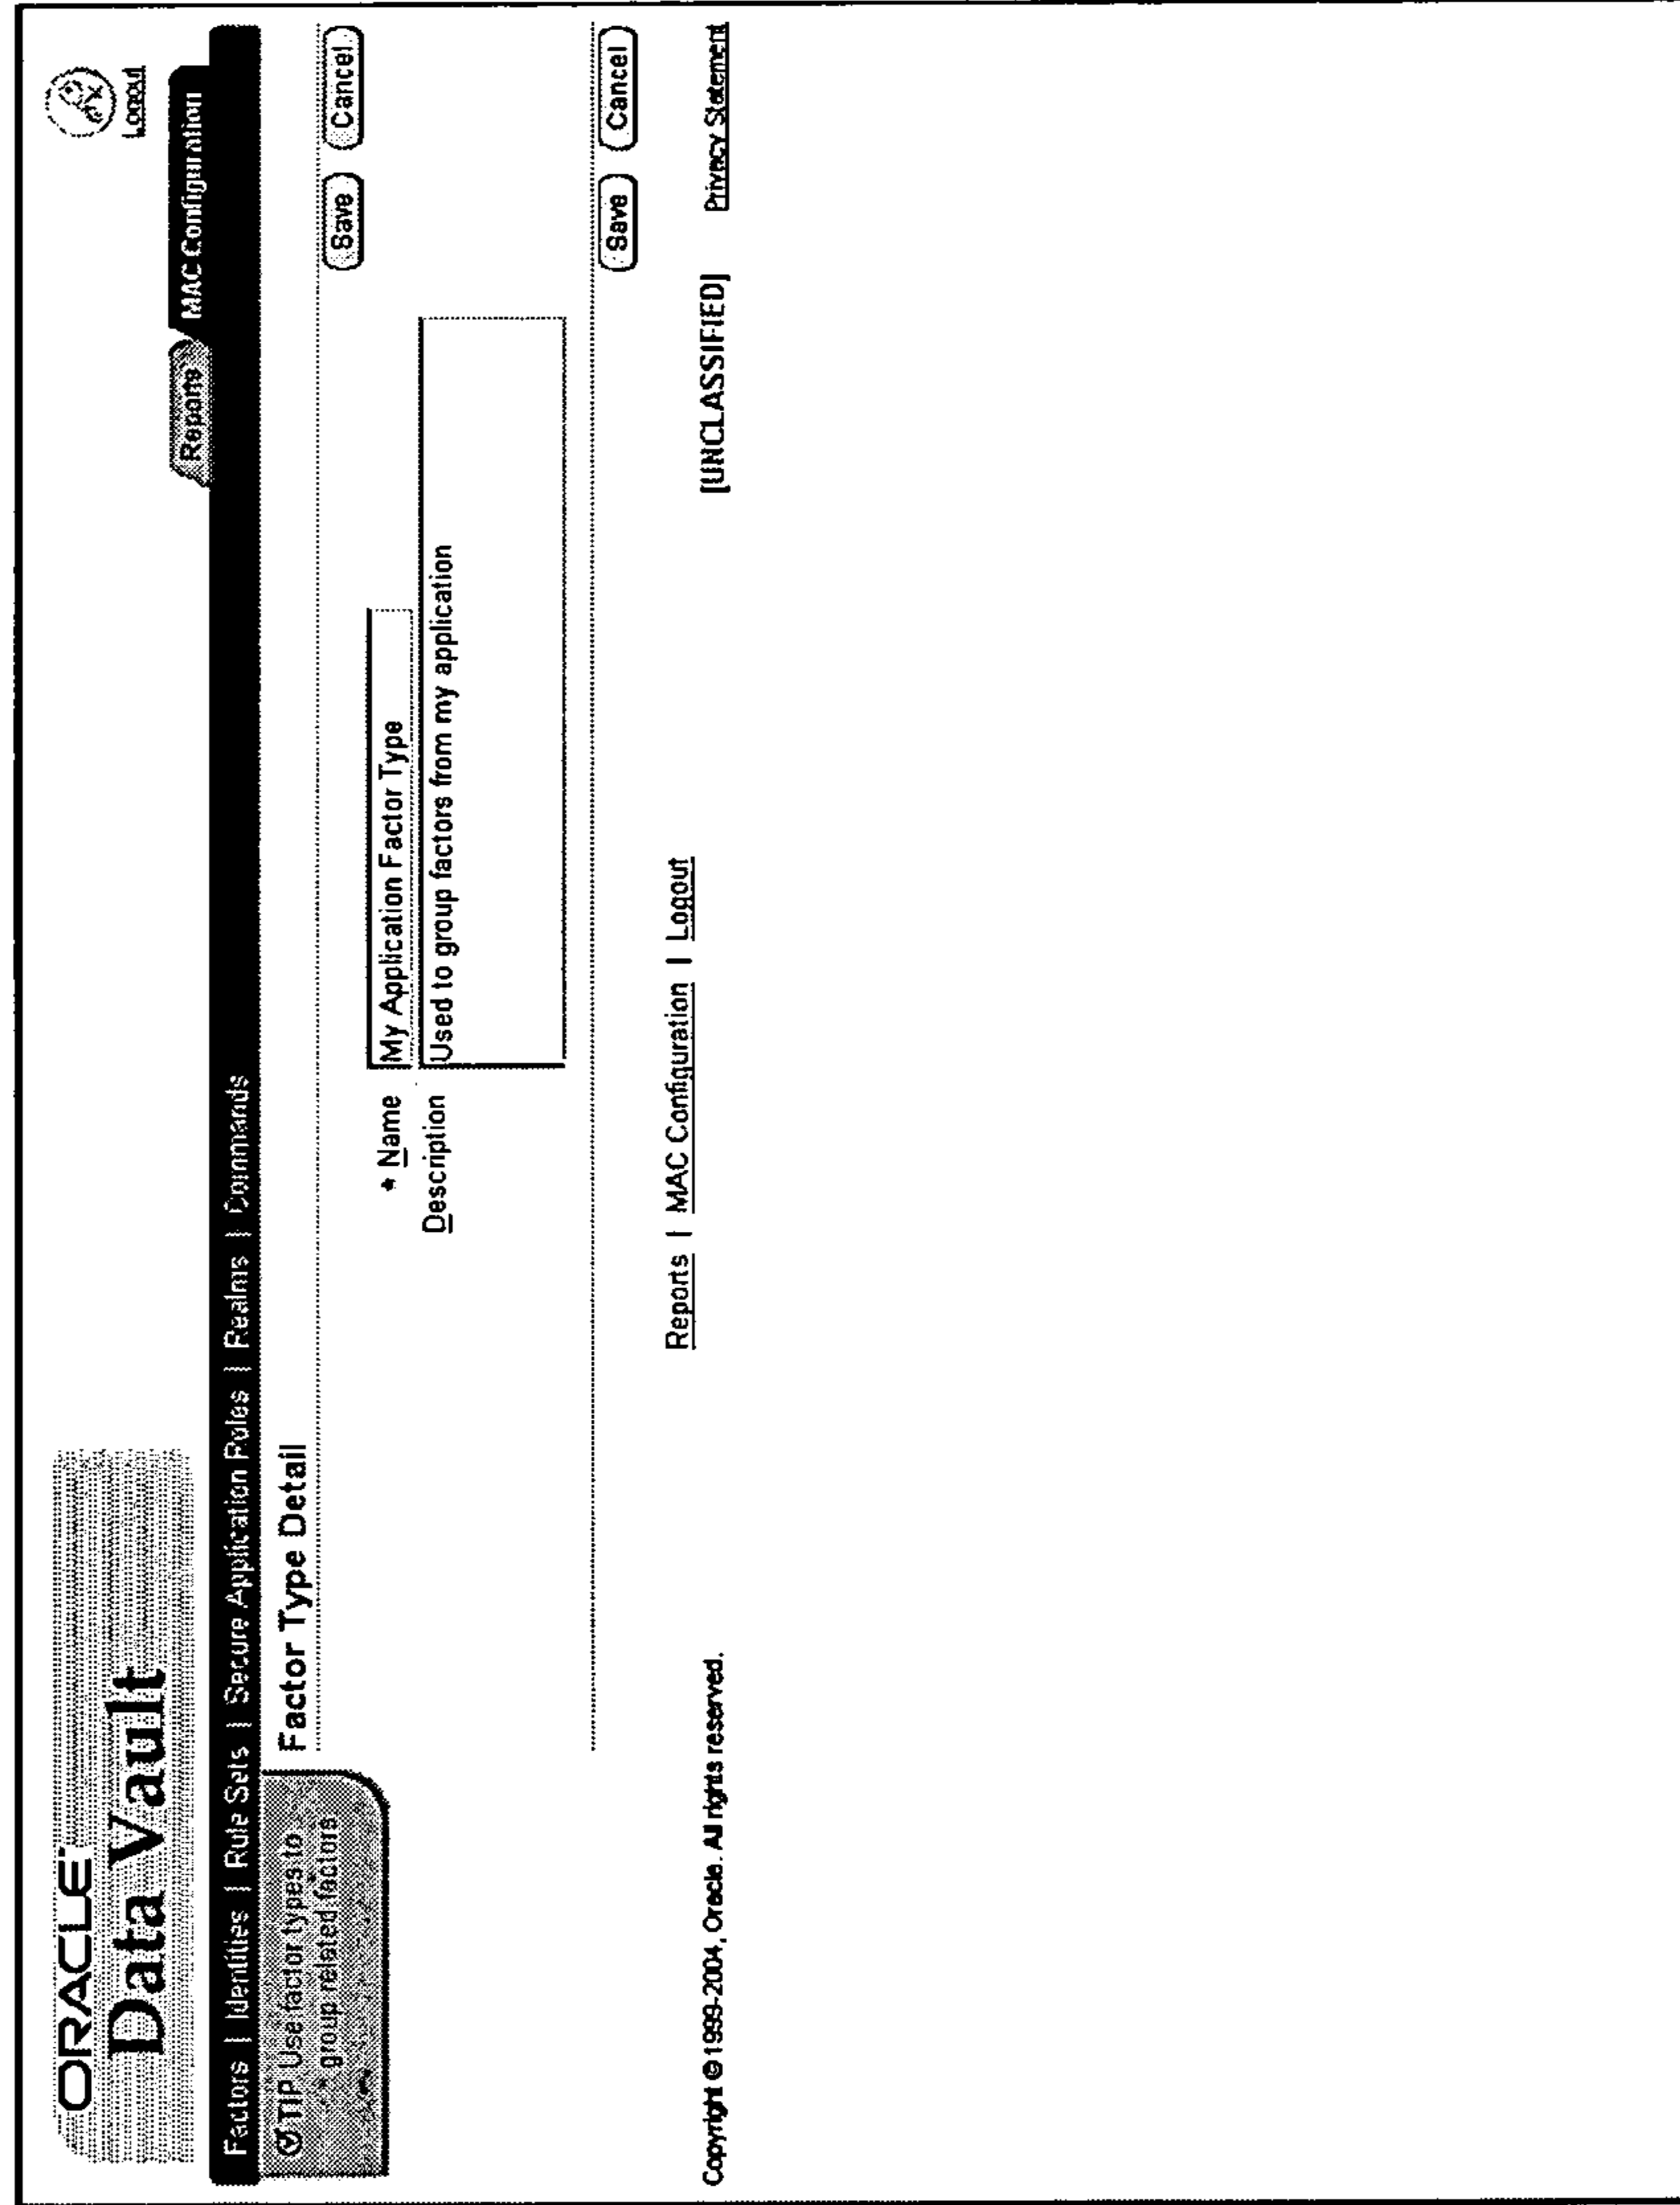 ORACLE
Data Vault
Logout
Reports MAC Configuration
Factors | Identities | Rule Sets | Secure Application Roles | Realms | Commands
TIP Use factor types to
group related factors
Factor Type Detail
Save Cancel
* Name My Application Factor Type
Description Used to group factors from my application
Save Cancel
Reports | MAC Configuration | Logout
Copyright © 1999-2004, Oracle. All rights reserved. [UNCLASSIFIED] Privacy Statement